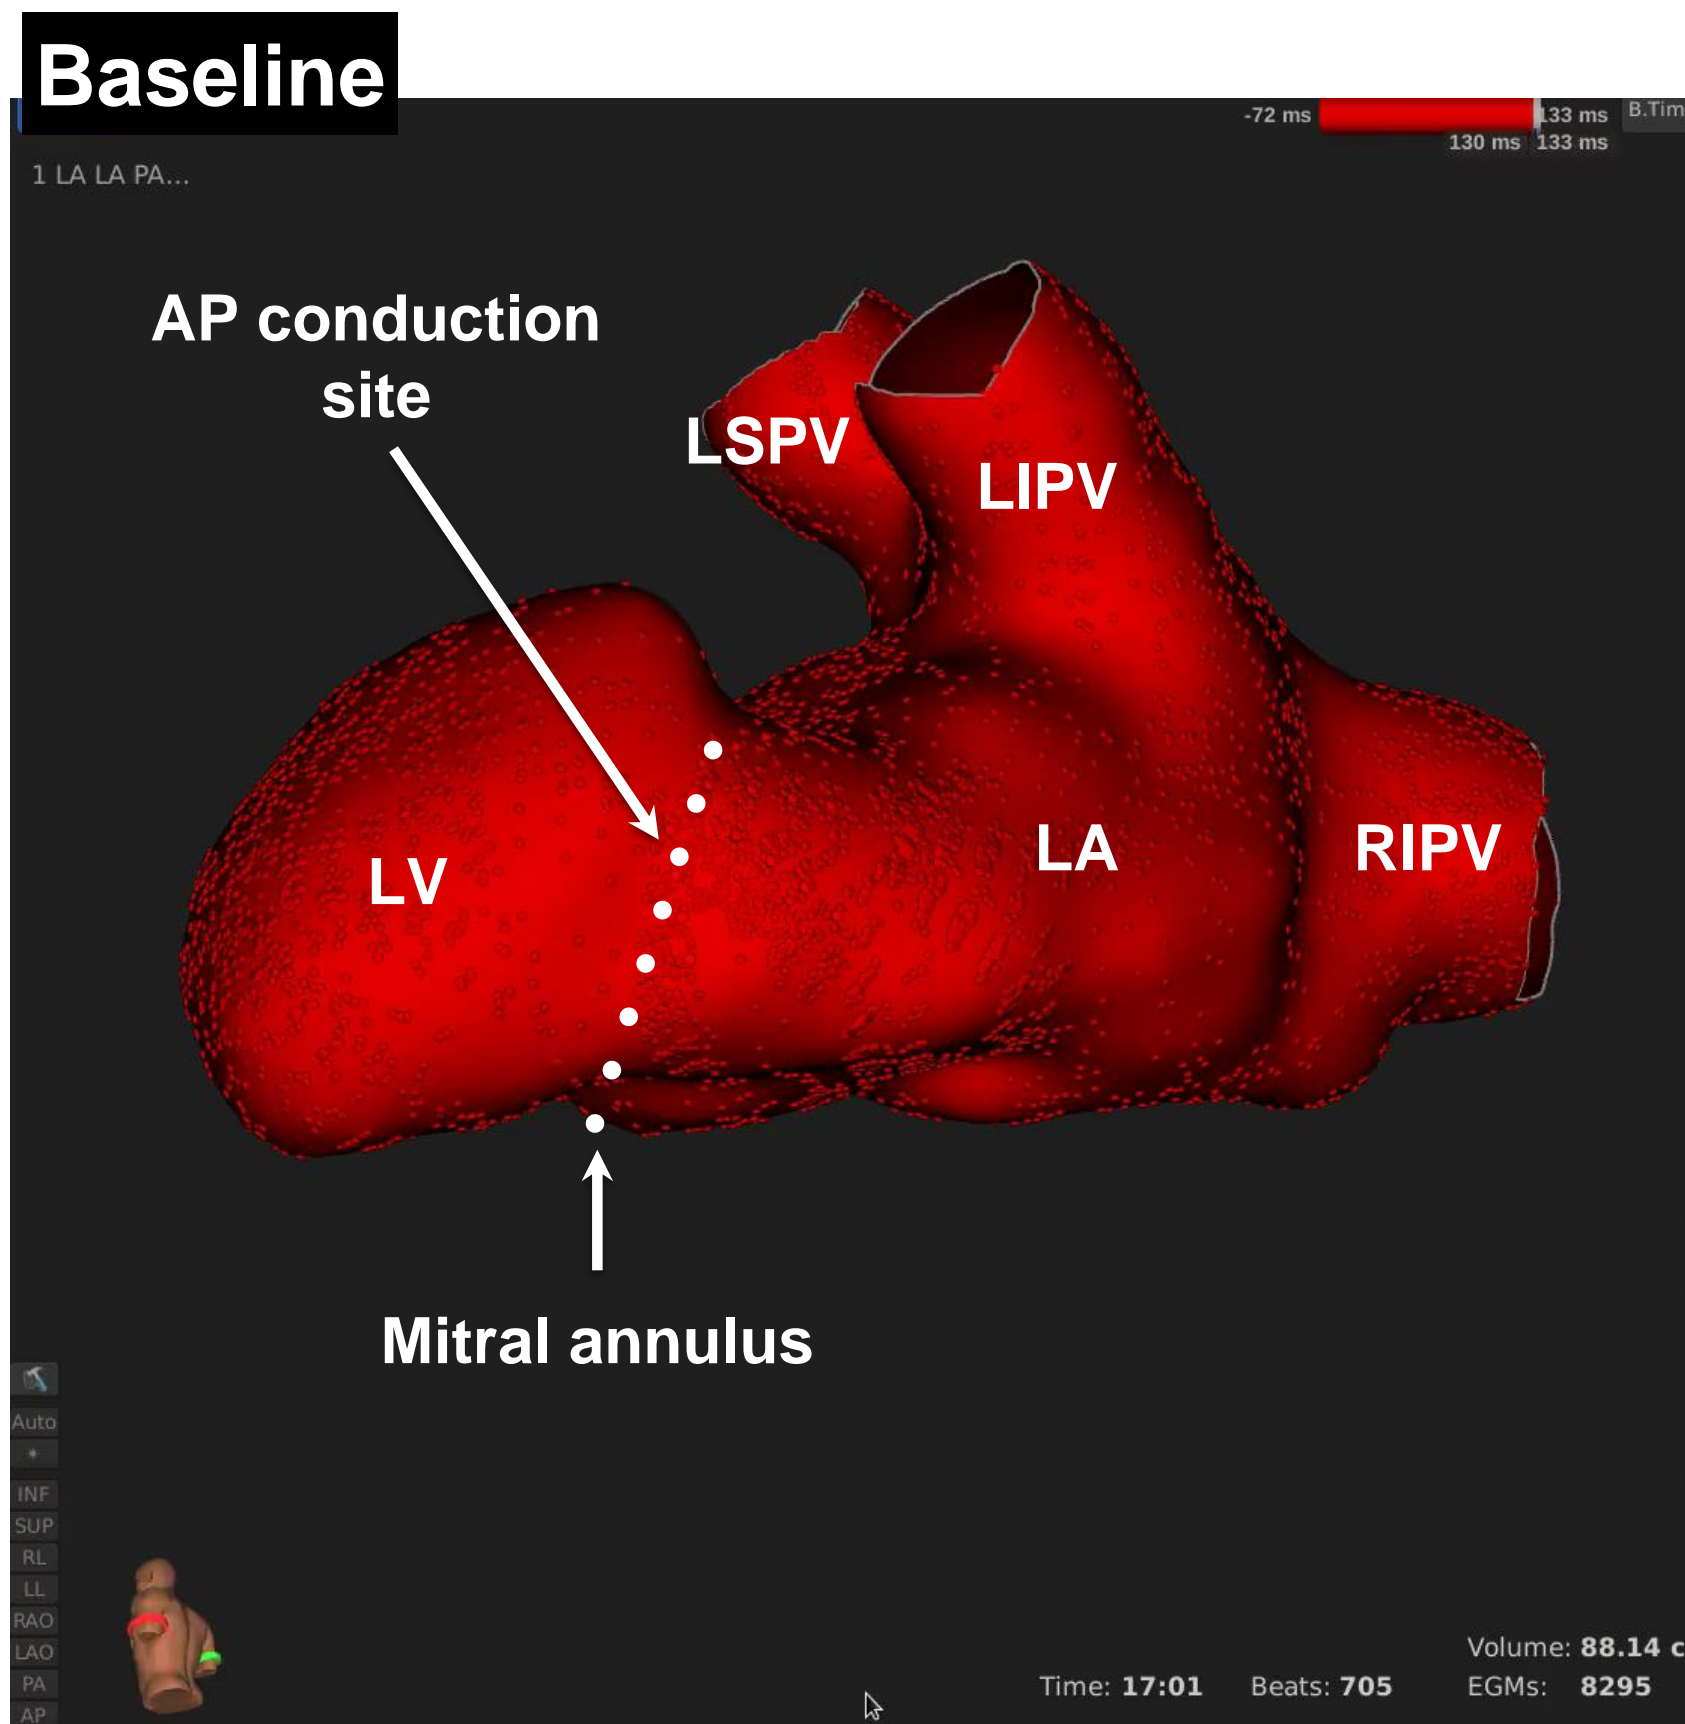 Baseline
-72 ms
133 ms
B.Tim
130 ms 133 ms
1 LA LA PA...
AP conduction
site
LSPV
LIPV
LV
LA
RIPV
Mitral annulus
Auto
*
INF
SUP
RL
LL
RAO
LAO
PA
AP
Volume: 88.14 c
Time: 17:01 Beats: 705 EGMs: 8295